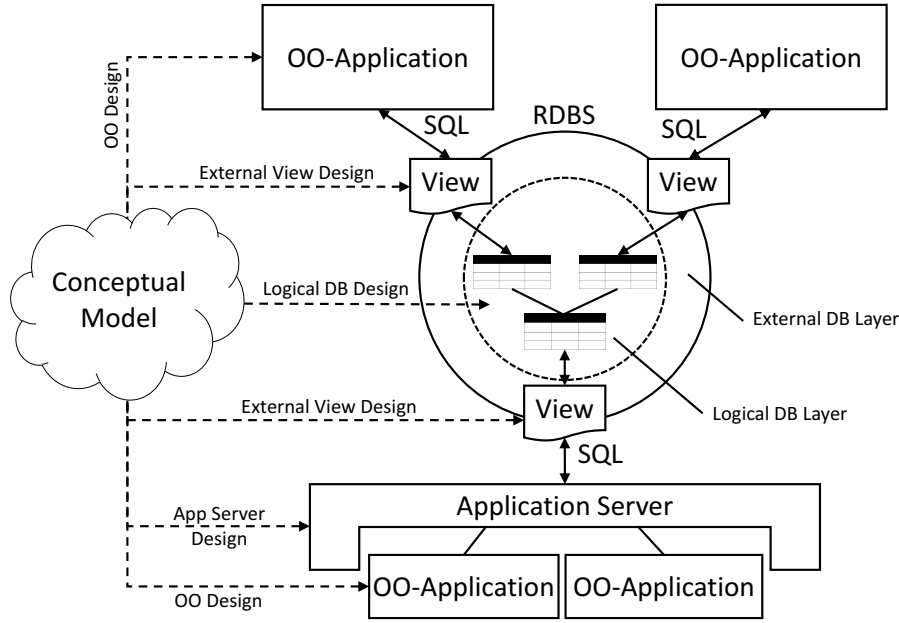 OO-Application
OO-Application
OO Design
SQL
RDBS
SQL
External View Design
View
View
Conceptual
Model
Logical DB Design
External DB Layer
External View Design
View
Logical DB Layer
SQL
Application Server
App Server
Design
OO-Application
OO-Application
OO Design